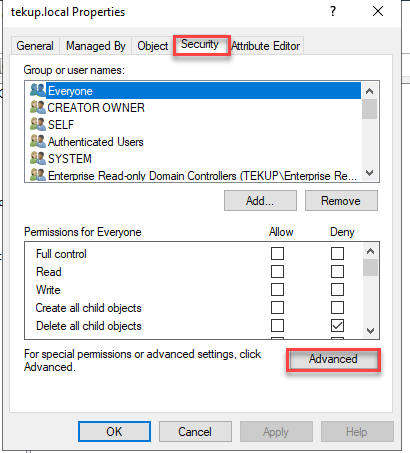 tekup.local Properties
? ×
General Managed By Object Security Attribute Editor
Group or user names:
Everyone
CREATOR OWNER
SELF
Authenticated Users
SYSTEM
Enterprise Read-only Domain Controllers (TEKUP\Enterprise Re...
Add... Remove
Permissions for Everyone Allow Deny
Full control
Read
Write
Create all child objects
Delete all child objects
For special permissions or advanced settings, click
Advanced.
Advanced
OK Cancel Apply Help